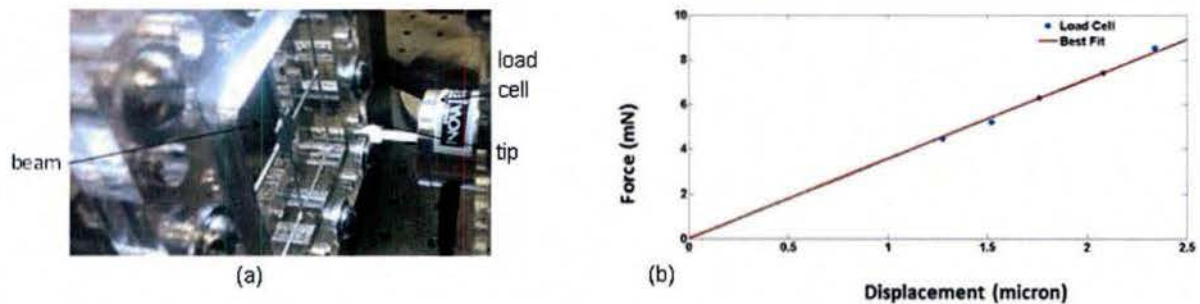 beam
load
cell
tip
(a)
10
8
6
4
2
0
Force (mN)
Load Cell
Best Fit
0
0.5
1
1.5
2
2.5
(b)
Displacement (micron)